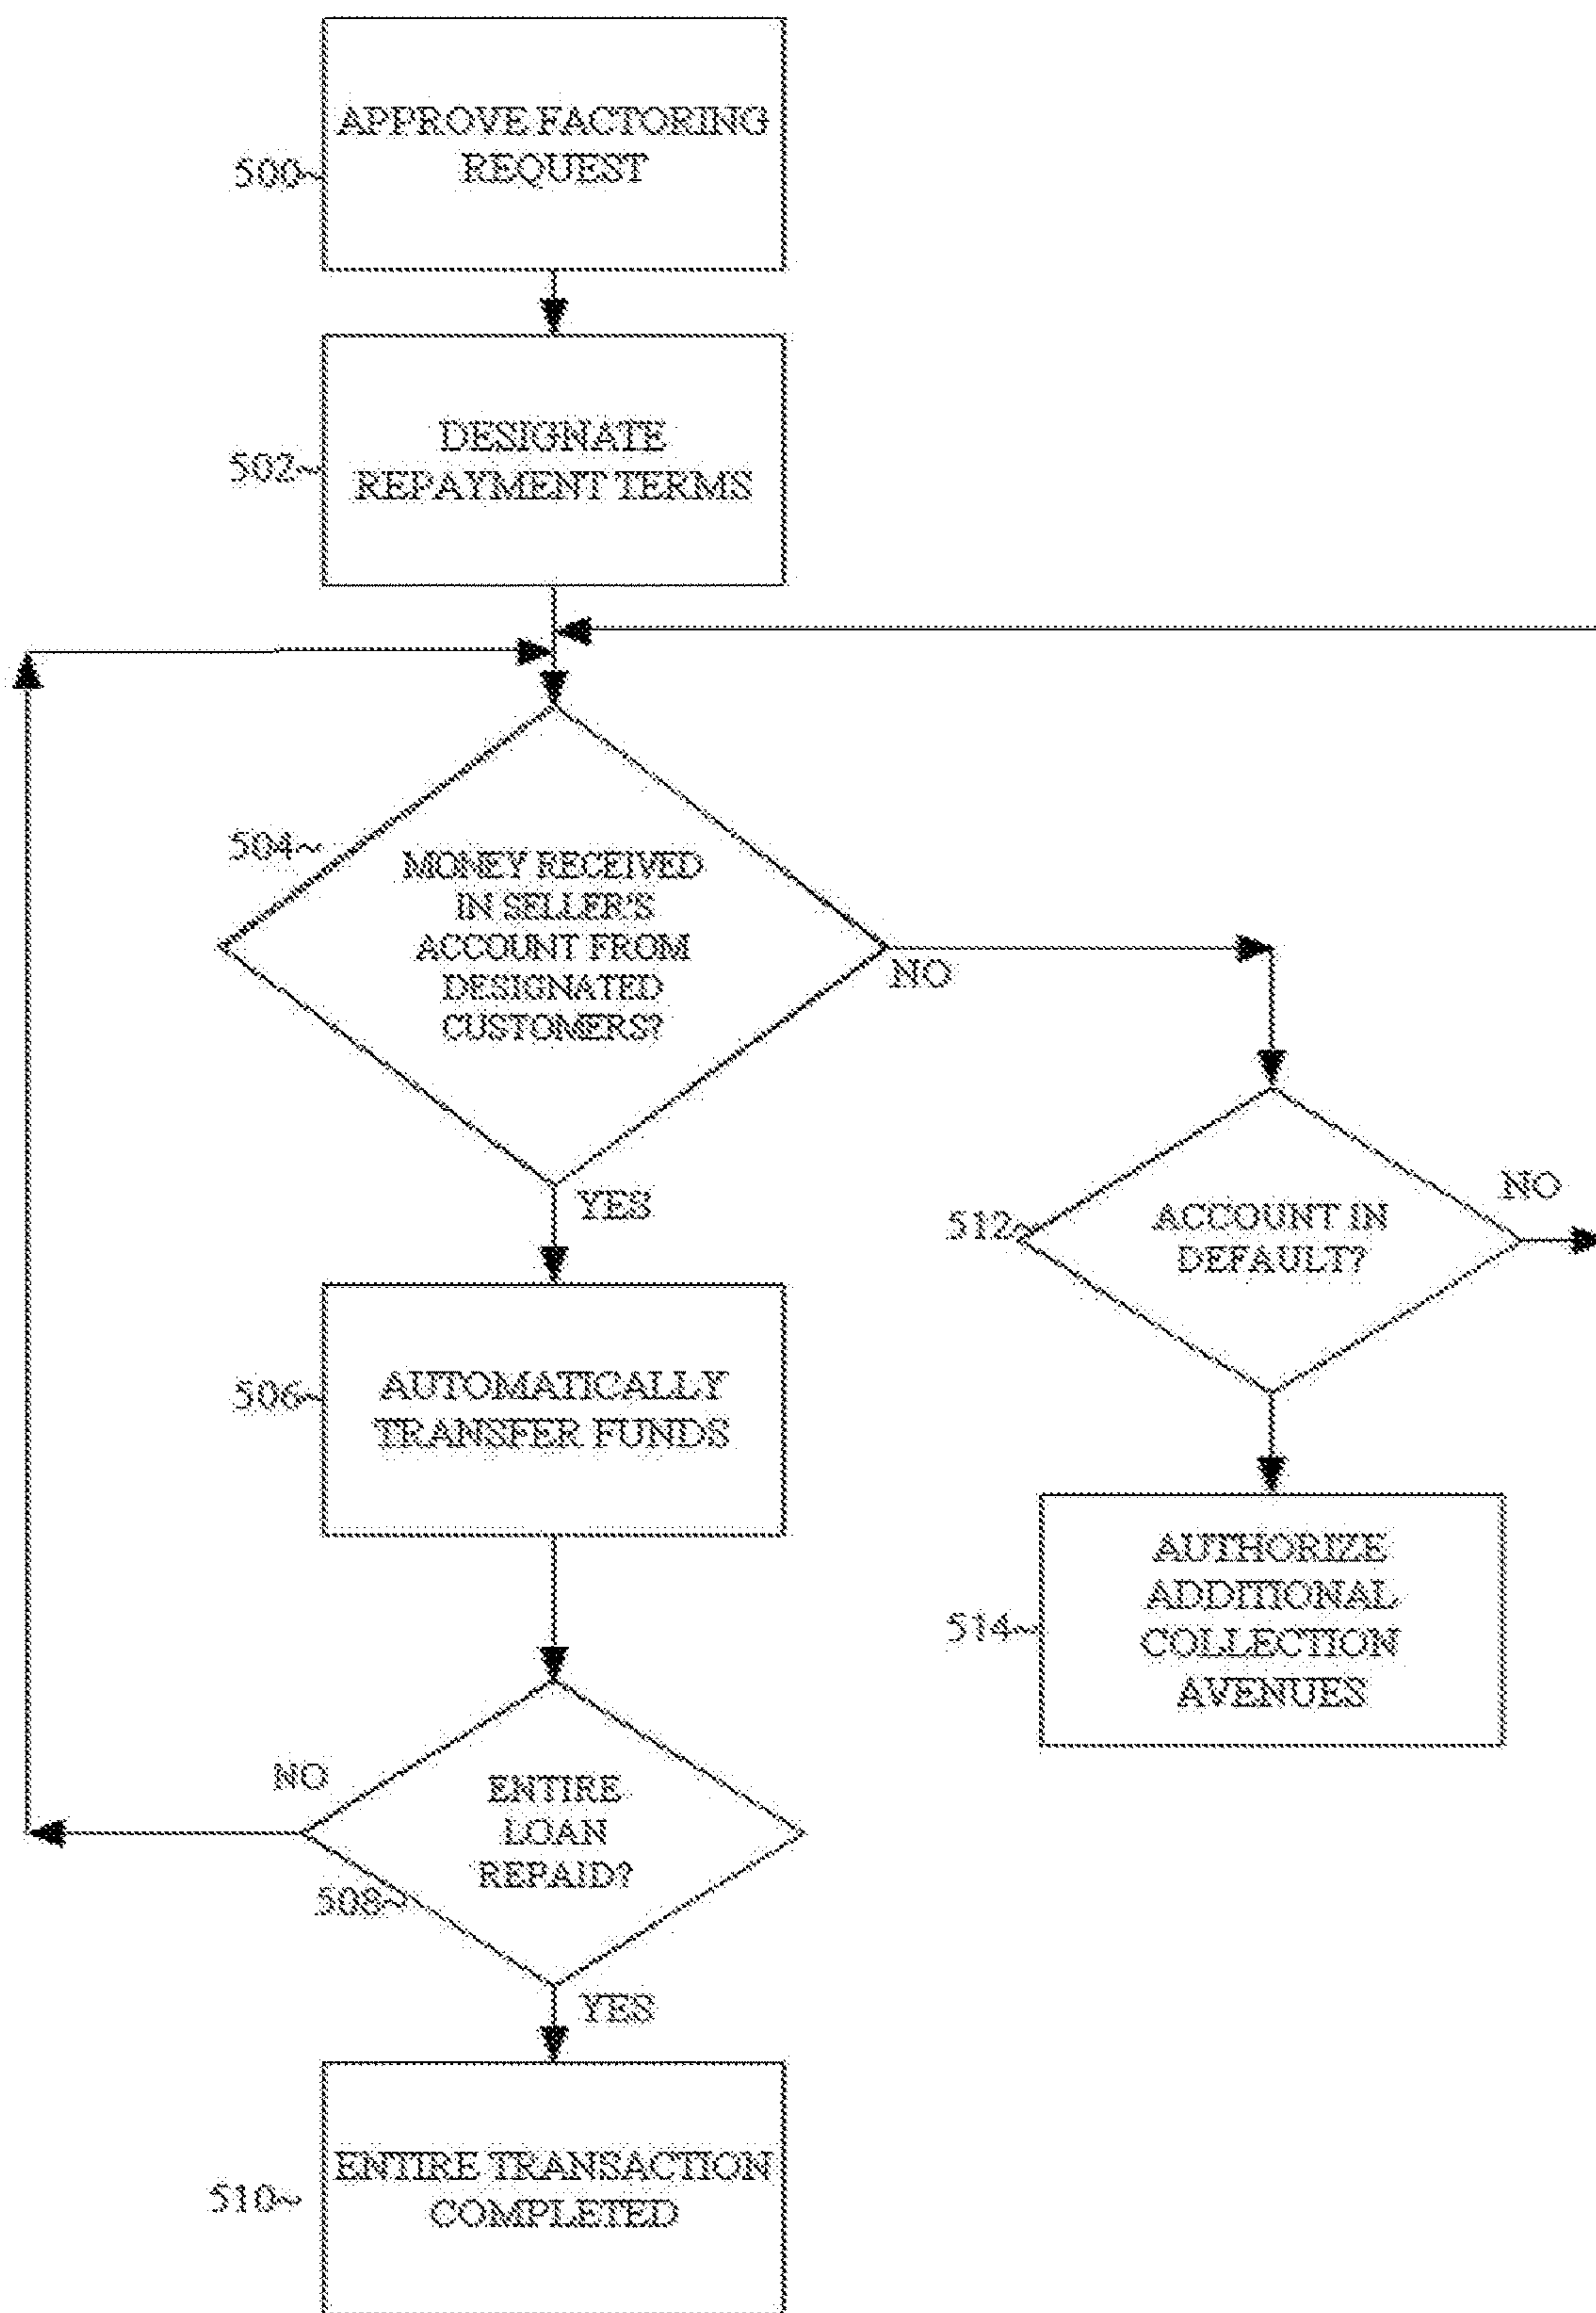 APPROVE FACTORING
REQUEST
500~
DESIGNATE
REPAYMENT TERMS
502~
504~
MONEY RECEIVED
IN SELLER'S
ACCOUNT FROM
DESIGNATED
CUSTOMERS?
NO
YES
512~
ACCOUNT IN
DEFAULT?
NO
506~
AUTOMATICALLY
TRANSFER FUNDS
514~
AUTHORIZE
ADDITIONAL
COLLECTION
AVENUES
NO
ENTIRE
LOAN
REPAID?
508~
YES
510~
ENTIRE TRANSACTION
COMPLETED